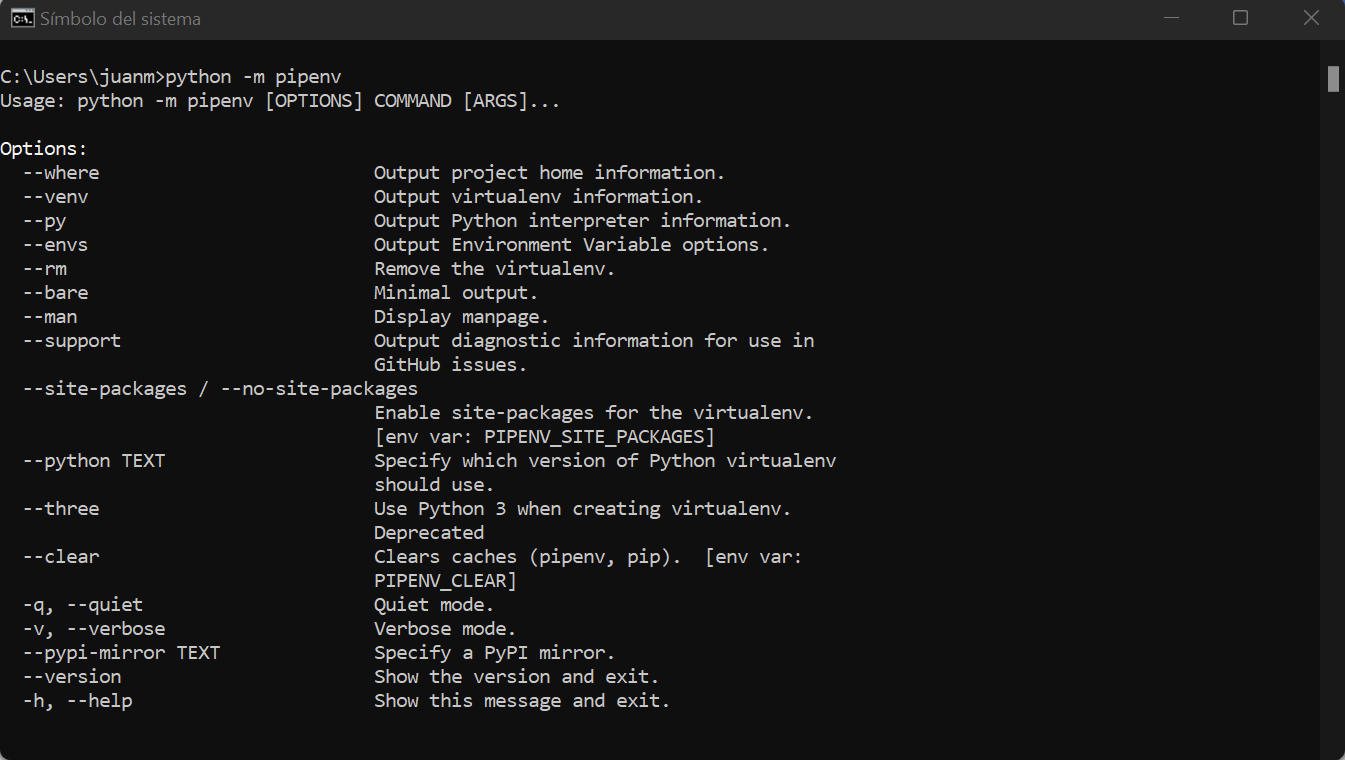 Símbolo del sistema
C:\Users\juanm>python -m pipenv
Usage: python -m pipenv [OPTIONS] COMMAND [ARGS]...
Options:
--where Output project home information.
--venv Output virtualenv information.
--py Output Python interpreter information.
--envs Output Environment Variable options.
--rm Remove the virtualenv.
--bare Minimal output.
--man Display manpage.
--support Output diagnostic information for use in
GitHub issues.
--site-packages / --no-site-packages
Enable site-packages for the virtualenv.
[env var: PIPENV_SITE_PACKAGES]
--python TEXT Specify which version of Python virtualenv
should use.
--three Use Python 3 when creating virtualenv.
Deprecated
--clear Clears caches (pipenv, pip).  [env var:
PIPENV_CLEAR]
-q, --quiet Quiet mode.
-v, --verbose Verbose mode.
--pypi-mirror TEXT Specify a PyPI mirror.
--version Show the version and exit.
-h, --help Show this message and exit.